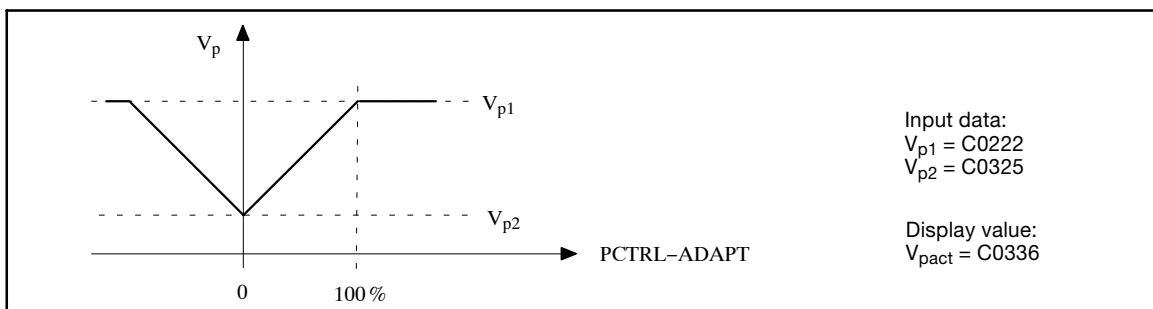 Vp
Vp1
Vp2
PCTRL−ADAPT
0
100 %
Input data:
Vp1 = C0222
Vp2 = C0325
Display value:
Vpact = C0336